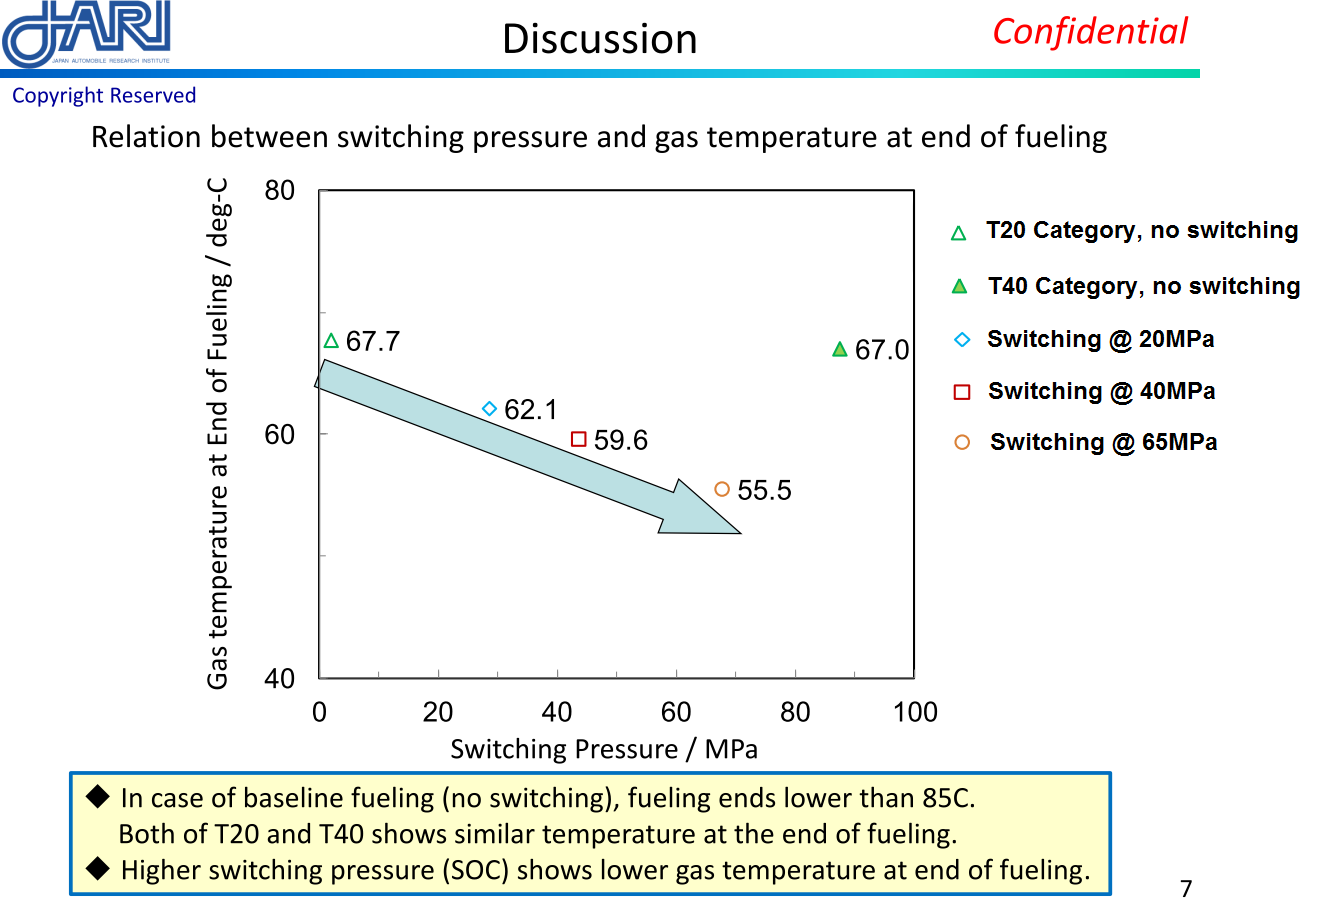 JARI
JAPAN AUTOMOBILE RESEARCH INSTITUTE
Discussion
Confidential
Copyright Reserved
Relation between switching pressure and gas temperature at end of fueling
Gas temperature at End of Fueling / deg-C
80
60
40
67.7
62.1
59.6
55.5
67.0
0 20 40 60 80 100
Switching Pressure / MPa
T20 Category, no switching
T40 Category, no switching
Switching @ 20MPa
Switching @ 40MPa
Switching @ 65MPa
◆ In case of baseline fueling (no switching), fueling ends lower than 85C.
Both of T20 and T40 shows similar temperature at the end of fueling.
◆ Higher switching pressure (SOC) shows lower gas temperature at end of fueling.
7